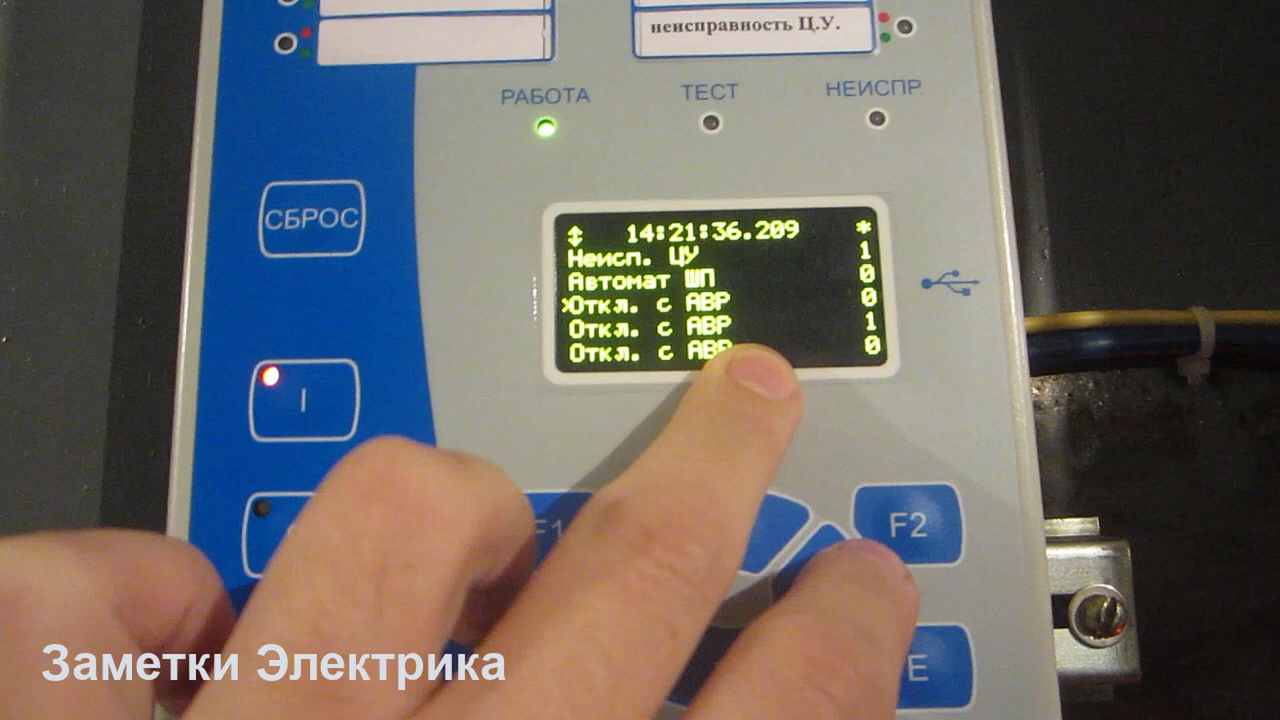 неисправность Ц.У.
РАБОТА ТЕСТ НЕИСПР.
СБРОС
↕ 14:21:36.209 *
Неисп. ЦУ 1
Автомат ШП 0
›Откл. с АВР 0
Откл. с АВР 1
Откл. с АВР 0
I
F1
F2
E
Заметки Электрика